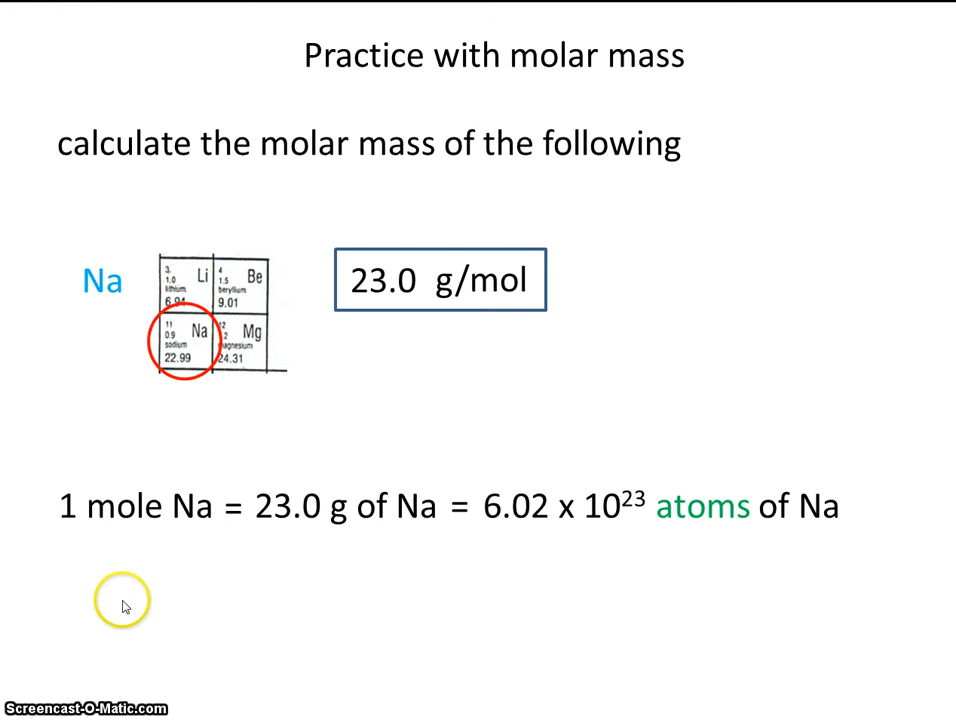 Practice with molar mass
calculate the molar mass of the following
Na
3 Li 4 Be
1.0 1.5
lithium beryllium
6.94 9.01
11 Na 12 Mg
0.9
sodium magnesium
22.99 24.31
23.0 g/mol
1 mole Na = 23.0 g of Na = 6.02 x 10²³ atoms of Na
Screencast-O-Matic.com